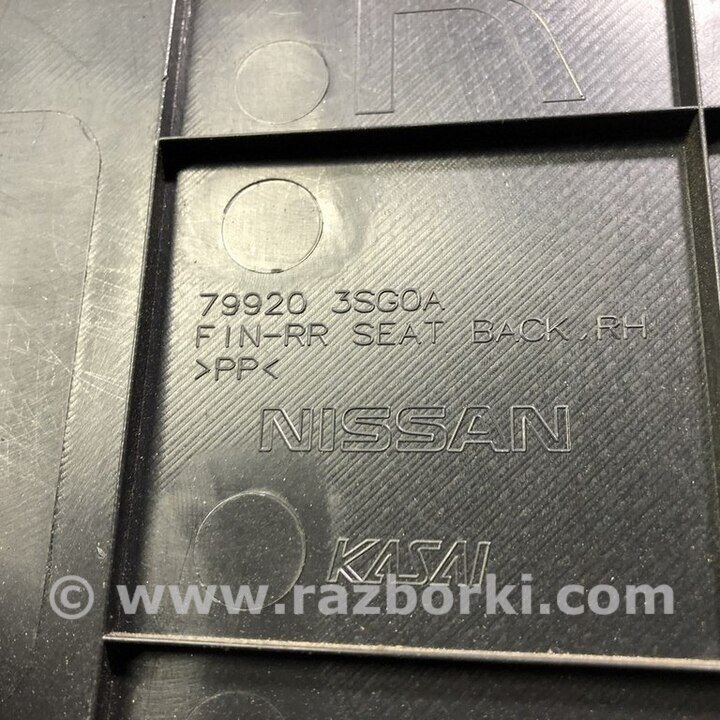 79920 3SG0A
FIN-RR SEAT BACK,RH
>PP<
NISSAN
KASAI
© www.razborki.com